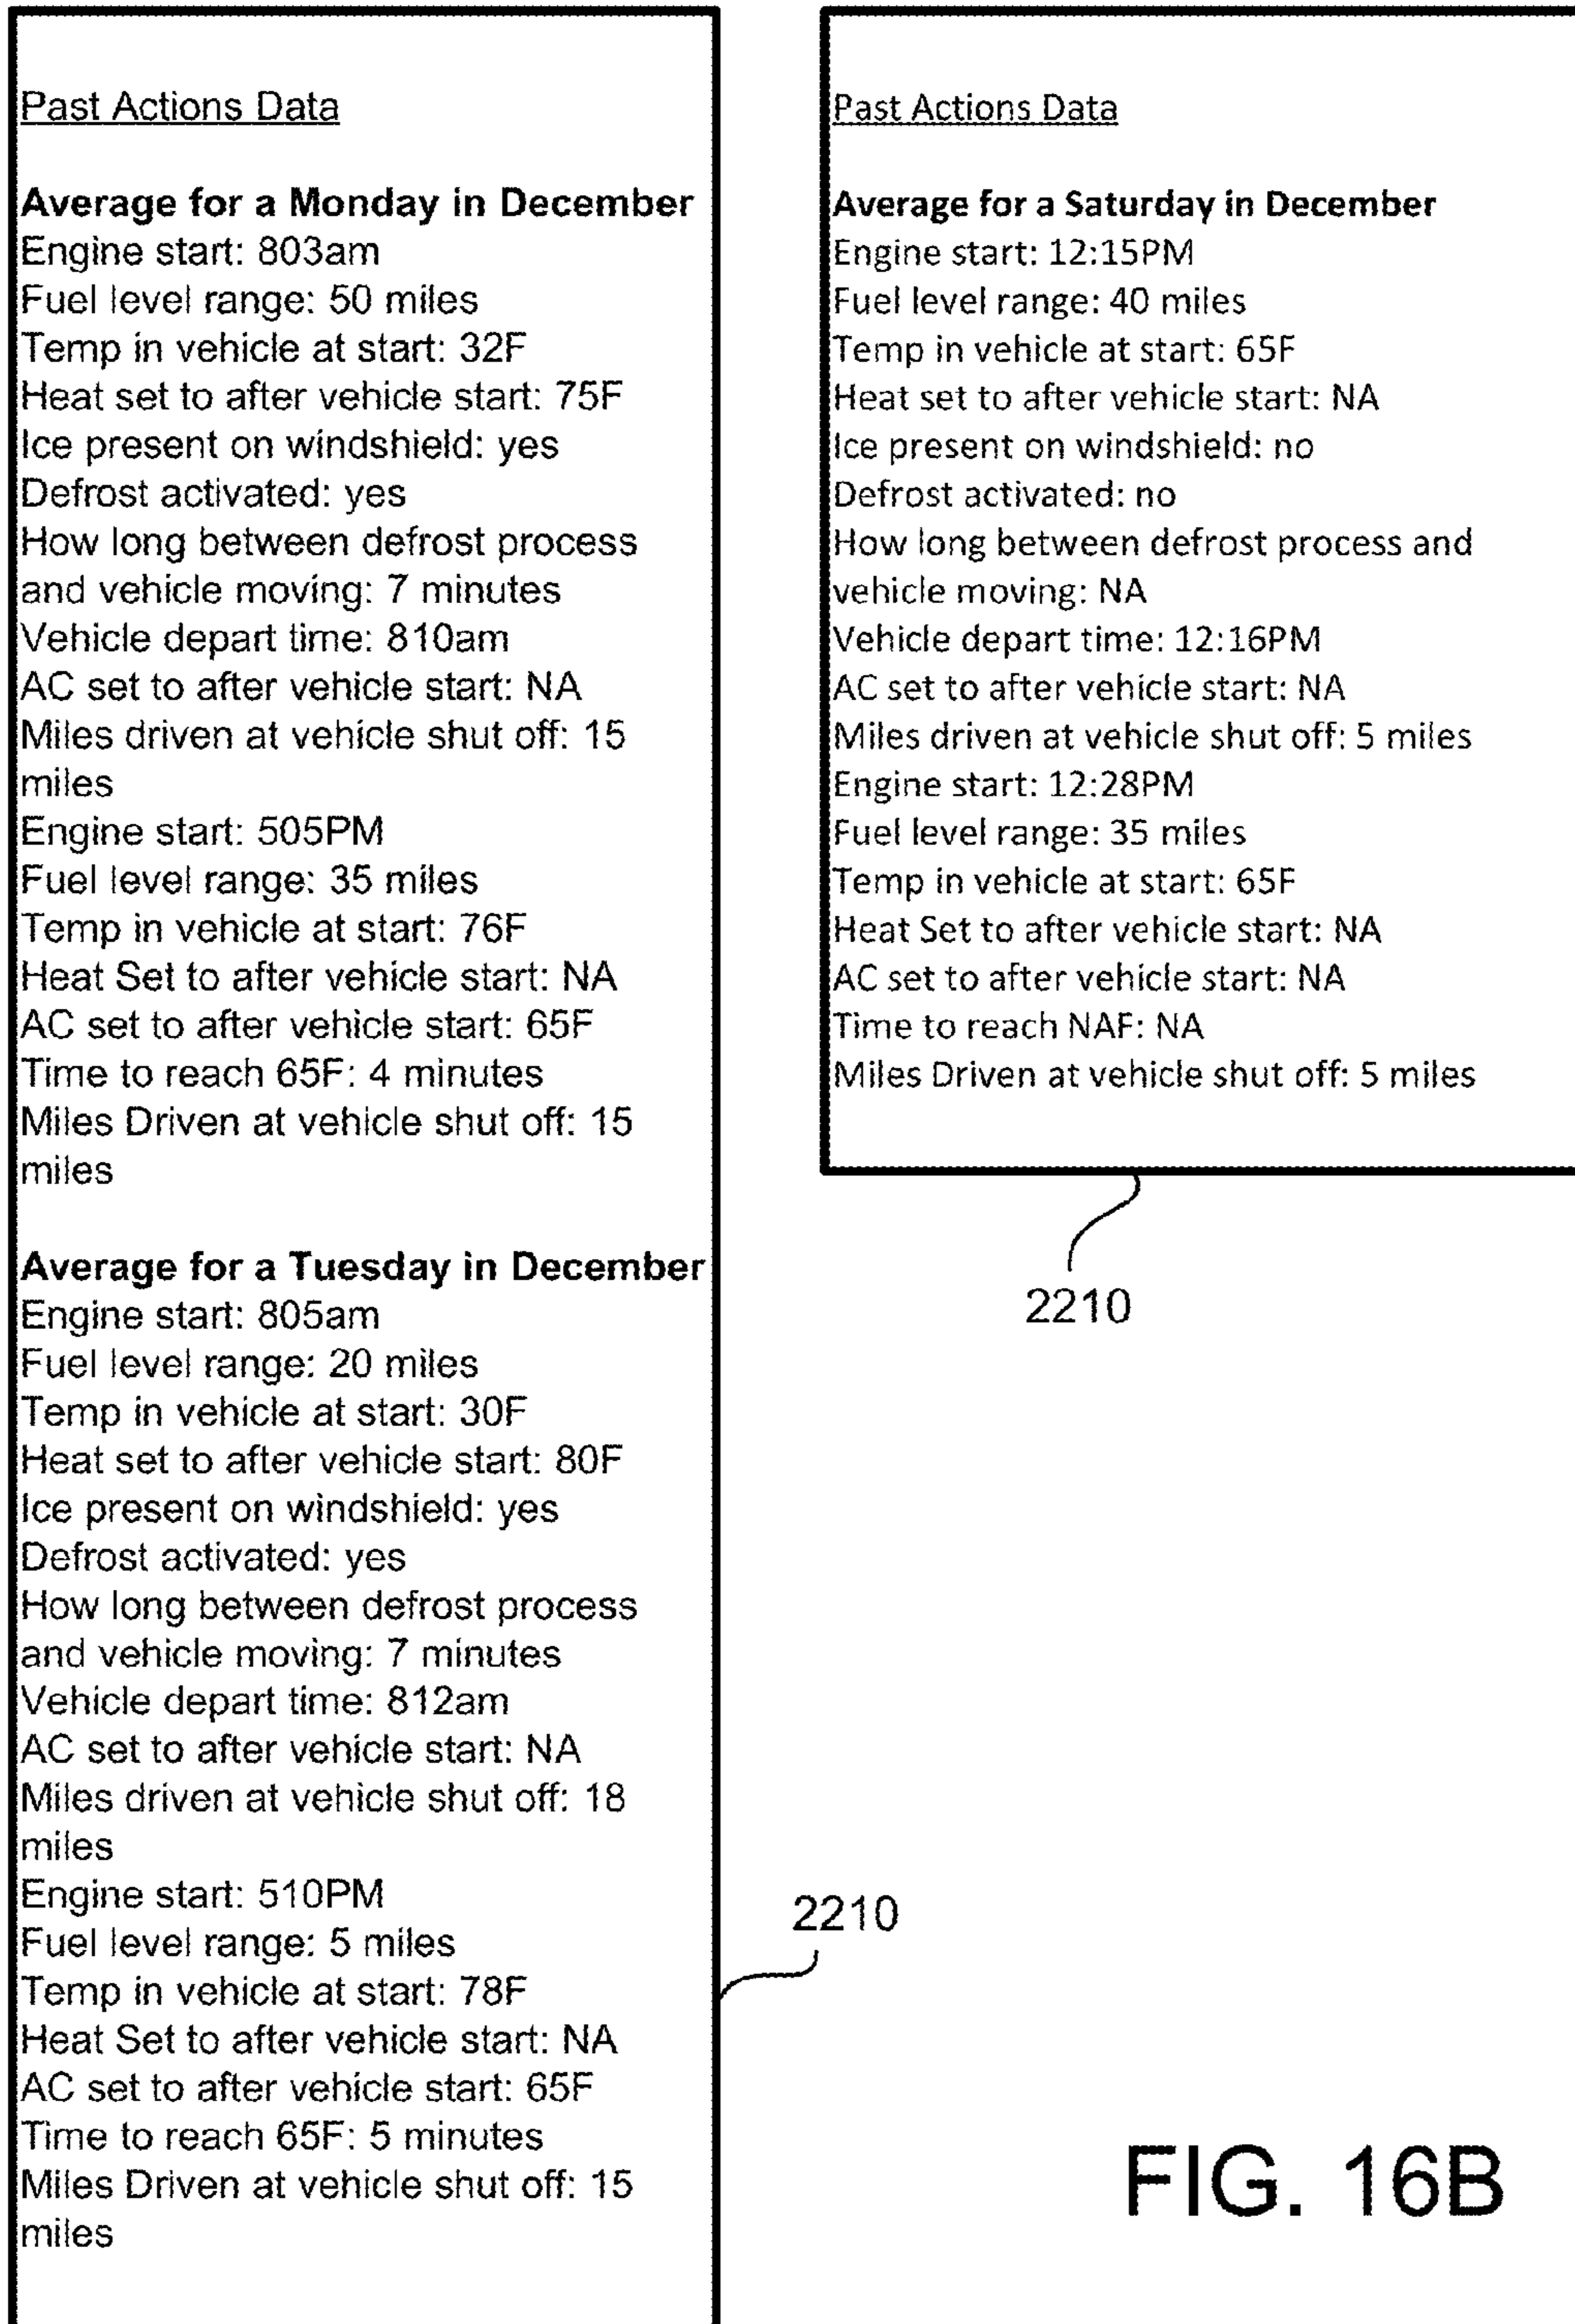 Past Actions Data
Average for a Monday in December
Engine start: 803am
Fuel level range: 50 miles
Temp in vehicle at start: 32F
Heat set to after vehicle start: 75F
Ice present on windshield: yes
Defrost activated: yes
How long between defrost process
and vehicle moving: 7 minutes
Vehicle depart time: 810am
AC set to after vehicle start: NA
Miles driven at vehicle shut off: 15
miles
Engine start: 505PM
Fuel level range: 35 miles
Temp in vehicle at start: 76F
Heat Set to after vehicle start: NA
AC set to after vehicle start: 65F
Time to reach 65F: 4 minutes
Miles Driven at vehicle shut off: 15
miles
Average for a Tuesday in December
Engine start: 805am
Fuel level range: 20 miles
Temp in vehicle at start: 30F
Heat set to after vehicle start: 80F
Ice present on windshield: yes
Defrost activated: yes
How long between defrost process
and vehicle moving: 7 minutes
Vehicle depart time: 812am
AC set to after vehicle start: NA
Miles driven at vehicle shut off: 18
miles
Engine start: 510PM
Fuel level range: 5 miles
Temp in vehicle at start: 78F
Heat Set to after vehicle start: NA
AC set to after vehicle start: 65F
Time to reach 65F: 5 minutes
Miles Driven at vehicle shut off: 15
miles
2210
Past Actions Data
Average for a Saturday in December
Engine start: 12:15PM
Fuel level range: 40 miles
Temp in vehicle at start: 65F
Heat set to after vehicle start: NA
Ice present on windshield: no
Defrost activated: no
How long between defrost process and
vehicle moving: NA
Vehicle depart time: 12:16PM
AC set to after vehicle start: NA
Miles driven at vehicle shut off: 5 miles
Engine start: 12:28PM
Fuel level range: 35 miles
Temp in vehicle at start: 65F
Heat Set to after vehicle start: NA
AC set to after vehicle start: NA
Time to reach NAF: NA
Miles Driven at vehicle shut off: 5 miles
2210
FIG. 16B